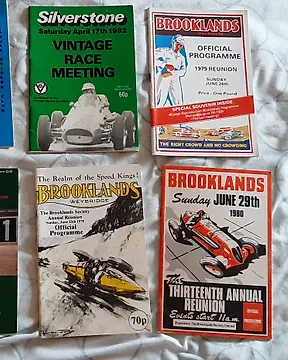 Silverstone
Saturday April 17th 1982
VINTAGE
RACE
MEETING
60p
BROOKLANDS
OFFICIAL
PROGRAMME
1979 REUNION
SUNDAY
JUNE 24th
Price : One Pound
SPECIAL SOUVENIR INSIDE
THE RIGHT CROWD AND NO CROWDING
The Realm of the Speed Kings!
BROOKLANDS
WEYBRIDGE
The Brooklands Society
Annual Reunion
Official
Programme
70p
BROOKLANDS
Sunday JUNE 29th
1980
The
THIRTEENTH ANNUAL
REUNION
Events start 11a.m.
1